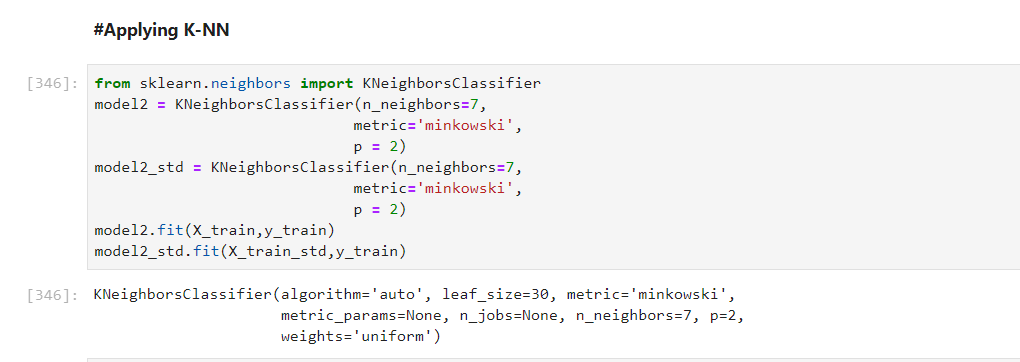 #Applying K-NN
[346]: from sklearn.neighbors import KNeighborsClassifier
model2 = KNeighborsClassifier(n_neighbors=7,
metric='minkowski',
p = 2)
model2_std = KNeighborsClassifier(n_neighbors=7,
metric='minkowski',
p = 2)
model2.fit(X_train,y_train)
model2_std.fit(X_train_std,y_train)
[346]: KNeighborsClassifier(algorithm='auto', leaf_size=30, metric='minkowski',
metric_params=None, n_jobs=None, n_neighbors=7, p=2,
weights='uniform')